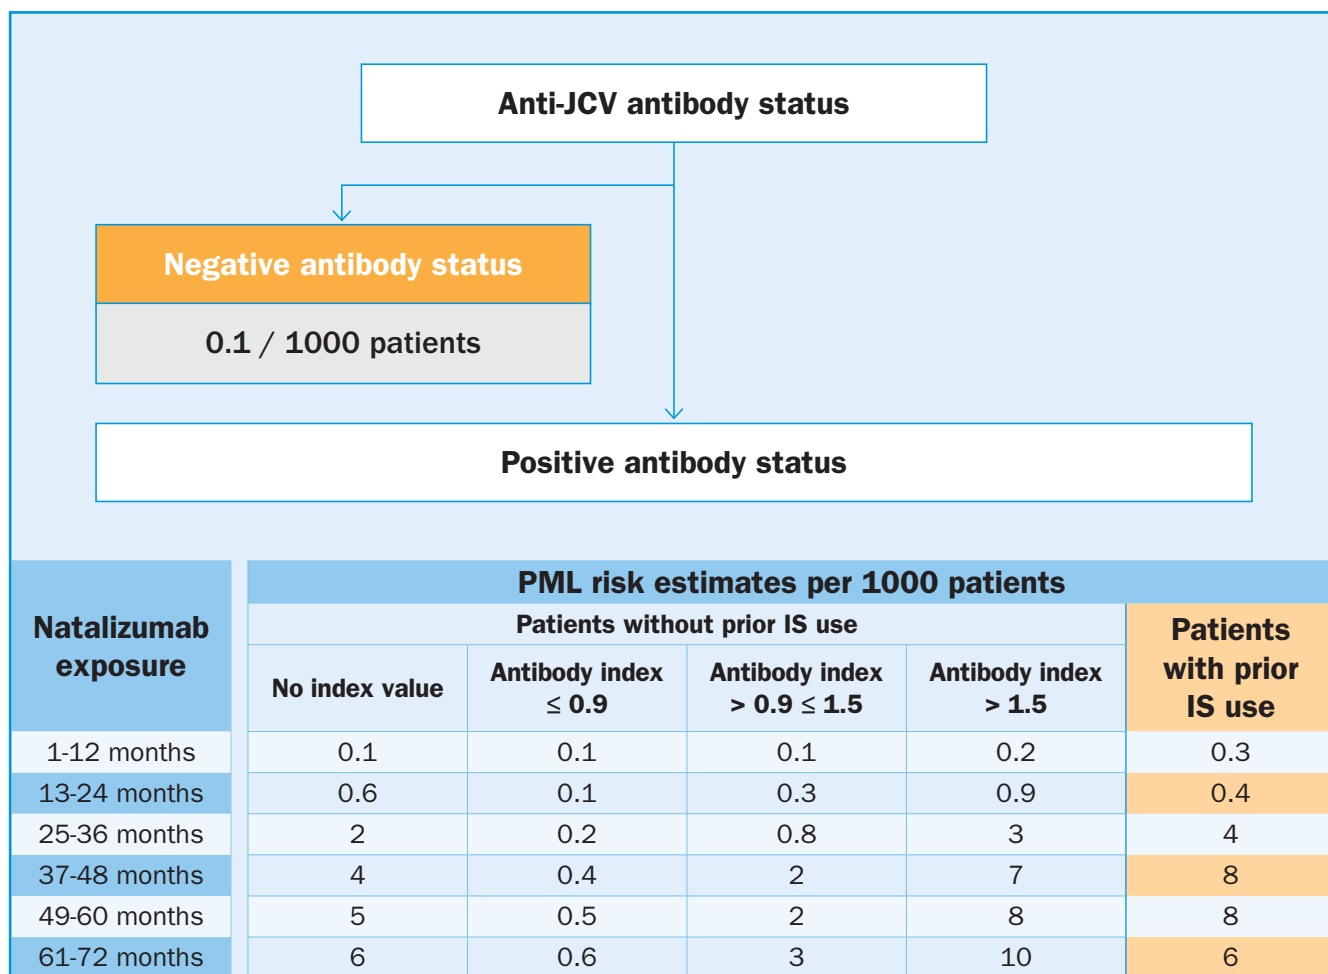 Anti-JCV antibody status
Negative antibody status
0.1 / 1000 patients
Positive antibody status
Natalizumab
exposure
PML risk estimates per 1000 patients
Patients without prior IS use
Patients
with prior
IS use
No index value
Antibody index
≤ 0.9
Antibody index
> 0.9 ≤ 1.5
Antibody index
> 1.5
1-12 months 0.1 0.1 0.1 0.2 0.3
13-24 months 0.6 0.1 0.3 0.9 0.4
25-36 months 2 0.2 0.8 3 4
37-48 months 4 0.4 2 7 8
49-60 months 5 0.5 2 8 8
61-72 months 6 0.6 3 10 6